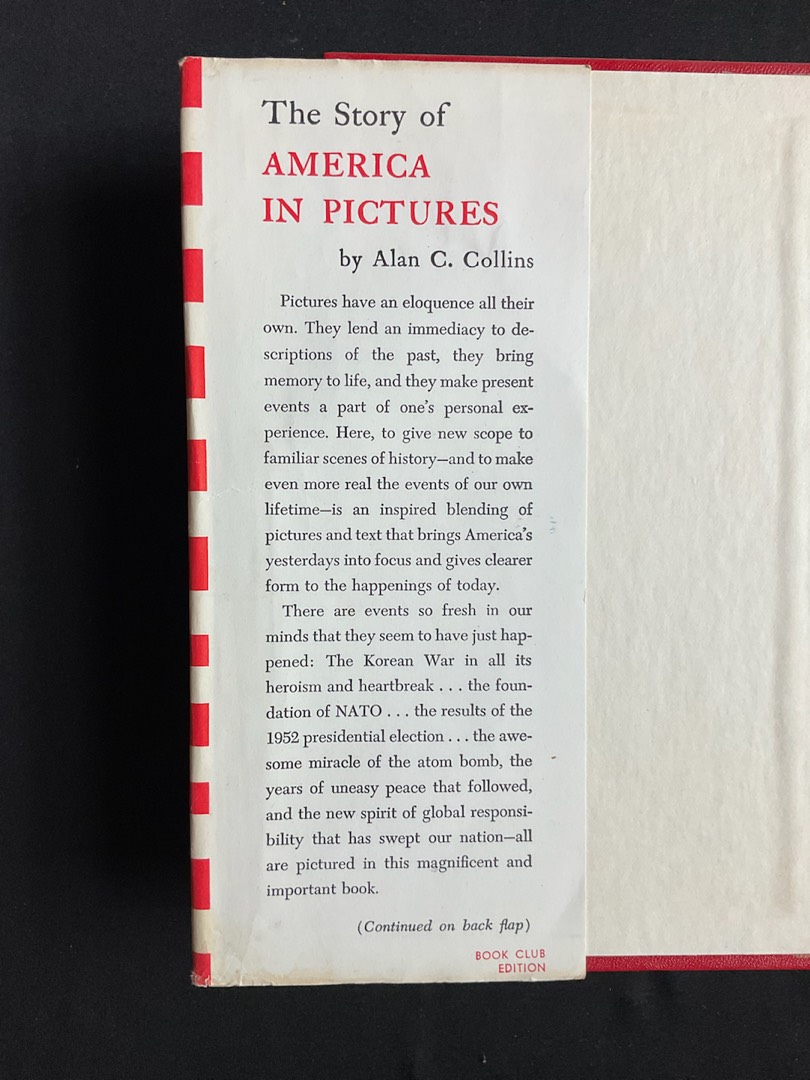 The Story of
AMERICA
IN PICTURES
by Alan C. Collins
Pictures have an eloquence all their
own. They lend an immediacy to de-
scriptions of the past, they bring
memory to life, and they make present
events a part of one's personal ex-
perience. Here, to give new scope to
familiar scenes of history—and to make
even more real the events of our own
lifetime—is an inspired blending of
pictures and text that brings America's
yesterdays into focus and gives clearer
form to the happenings of today.
There are events so fresh in our
minds that they seem to have just hap-
pened: The Korean War in all its
heroism and heartbreak . . . the foun-
dation of NATO . . . the results of the
1952 presidential election . . . the awe-
some miracle of the atom bomb, the
years of uneasy peace that followed,
and the new spirit of global responsi-
bility that has swept our nation—all
are pictured in this magnificent and
important book.
(Continued on back flap)
BOOK CLUB
EDITION